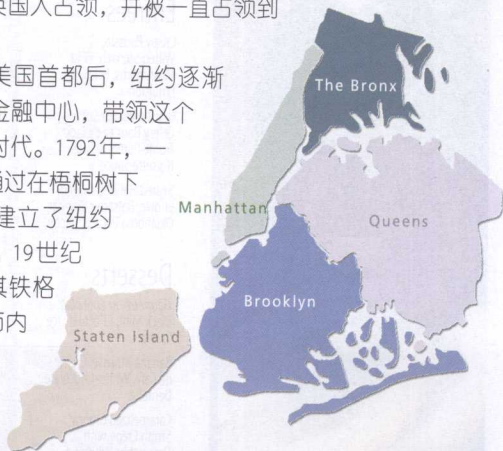 英国人占领，并被一直占领到
美国首都后，纽约逐渐
金融中心，带领这个
时代。1792年，一
通过在梧桐树下
建立了纽约
19世纪
其铁格
市内
The Bronx
Manhattan
Queens
Brooklyn
Staten Island